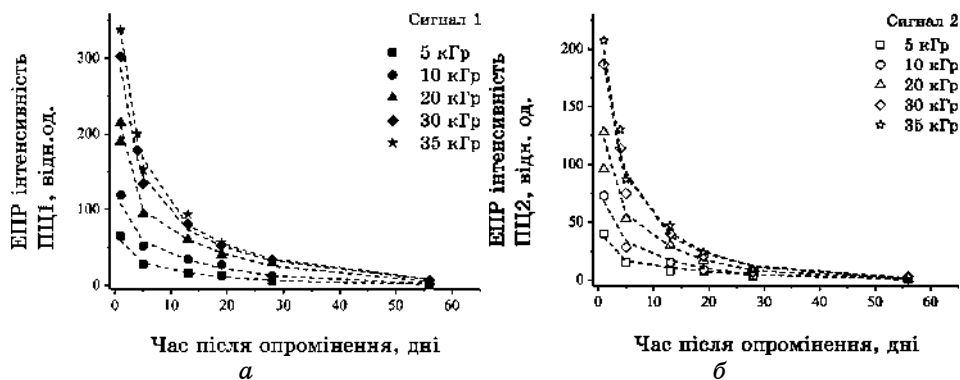 Сигнал 1
5 кГр
10 кГр
20 кГр
30 кГр
35 кГр
ЕПР інтенсивність
ПЦ1, відн.од.
300
200
100
0
0 10 20 30 40 50 60
Час після опромінення, дні
а
Сигнал 2
5 кГр
10 кГр
20 кГр
30 кГр
35 кГр
ЕПР інтенсивність
ПЦ2, відн. од.
200
150
100
50
0
0 10 20 30 40 50 60
Час після опромінення, дні
б